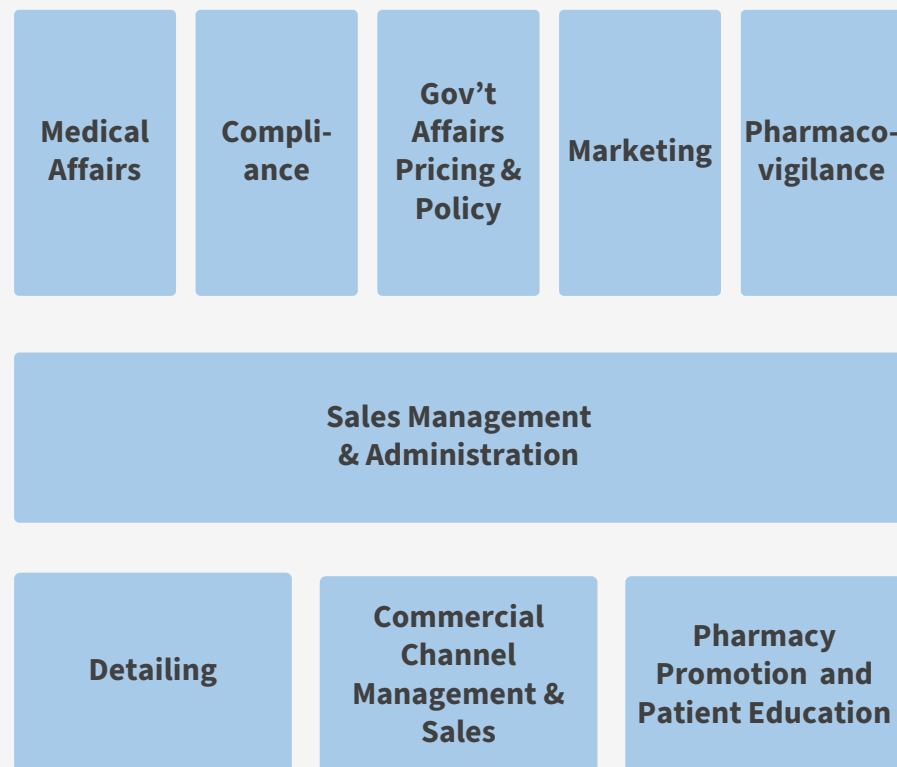 Medical
Affairs
Compli-
ance
Gov’t
Affairs
Pricing &
Policy
Marketing
Pharmaco-
vigilance
Sales Management
& Administration
Detailing
Commercial
Channel
Management &
Sales
Pharmacy
Promotion and
Patient Education